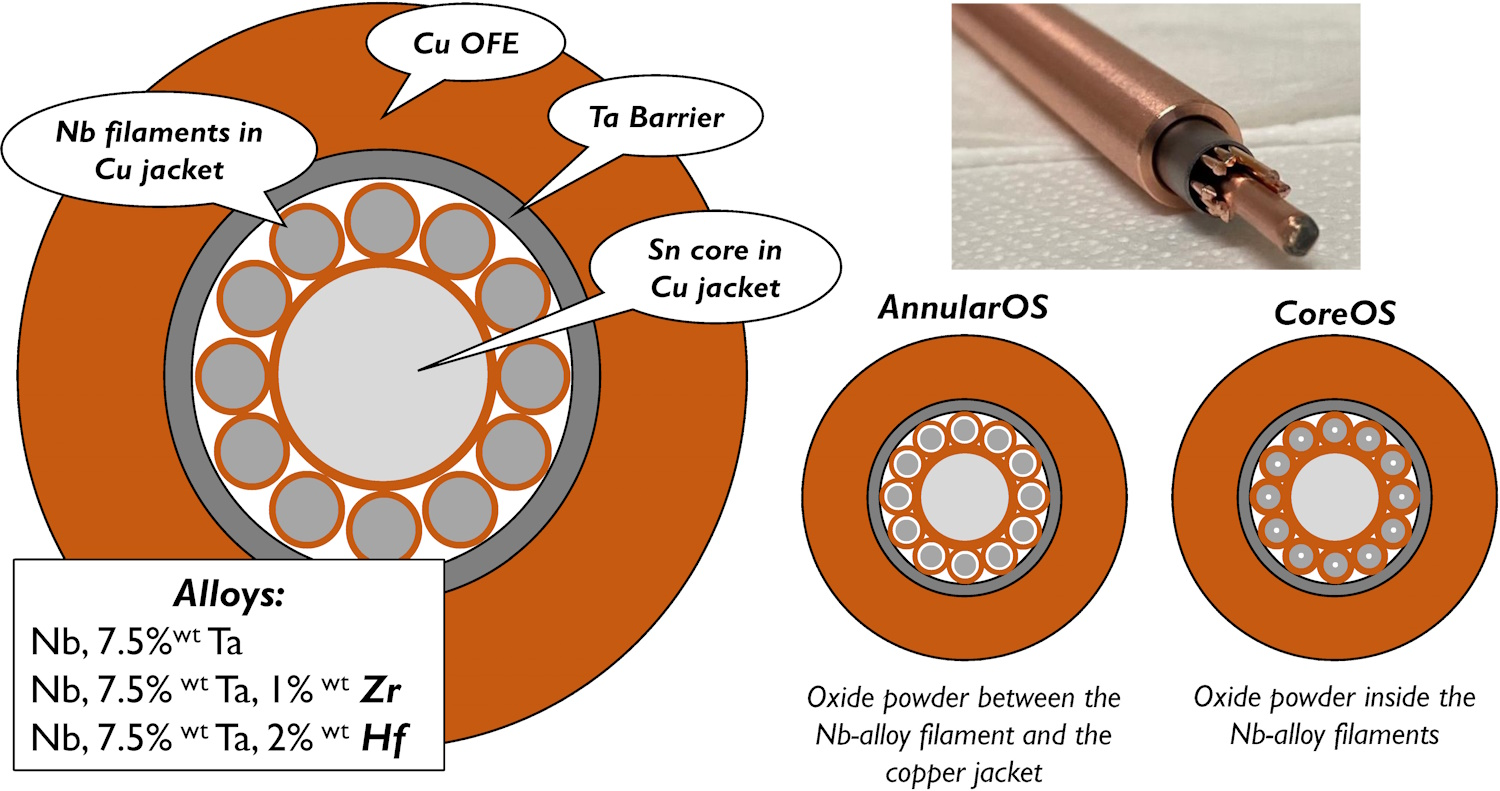 Cu OFE
Nb filaments in
Cu jacket
Ta Barrier
Sn core in
Cu jacket
Alloys:
Nb, 7.5%ʷᵗ Ta
Nb, 7.5% ʷᵗ Ta, 1% ʷᵗ Zr
Nb, 7.5% ʷᵗ Ta, 2% ʷᵗ Hf
AnnularOS
Oxide powder between the
Nb-alloy filament and the
copper jacket
CoreOS
Oxide powder inside the
Nb-alloy filaments